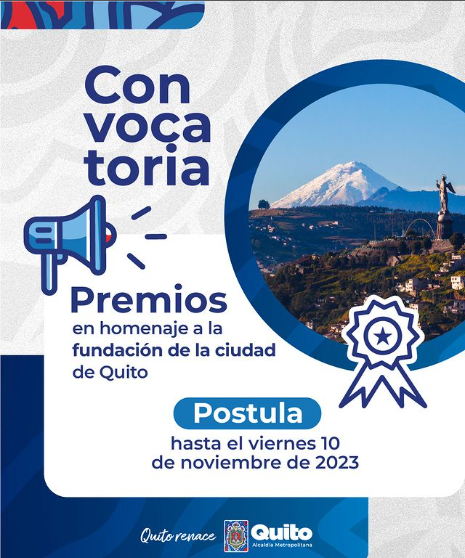 Con
voca
toria
Premios
en homenaje a la
fundación de la ciudad
de Quito
Postula
hasta el viernes 10
de noviembre de 2023
Quito renace
Quito
Alcaldía Metropolitana